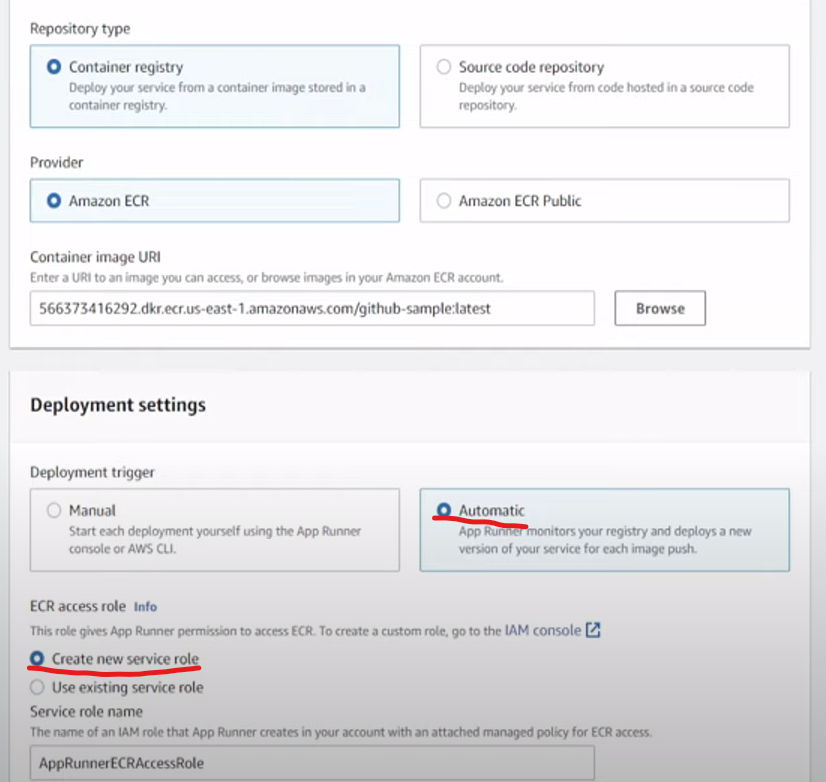 Repository type
Container registry
Deploy your service from a container image stored in a
container registry.
Source code repository
Deploy your service from code hosted in a source code
repository.
Provider
Amazon ECR
Amazon ECR Public
Container image URI
Enter a URI to an image you can access, or browse images in your Amazon ECR account.
566373416292.dkr.ecr.us-east-1.amazonaws.com/github-sample:latest
Browse
Deployment settings
Deployment trigger
Manual
Start each deployment yourself using the App Runner
console or AWS CLI.
Automatic
App Runner monitors your registry and deploys a new
version of your service for each image push.
ECR access role Info
This role gives App Runner permission to access ECR. To create a custom role, go to the IAM console
Create new service role
Use existing service role
Service role name
The name of an IAM role that App Runner creates in your account with an attached managed policy for ECR access.
AppRunnerECRAccessRole